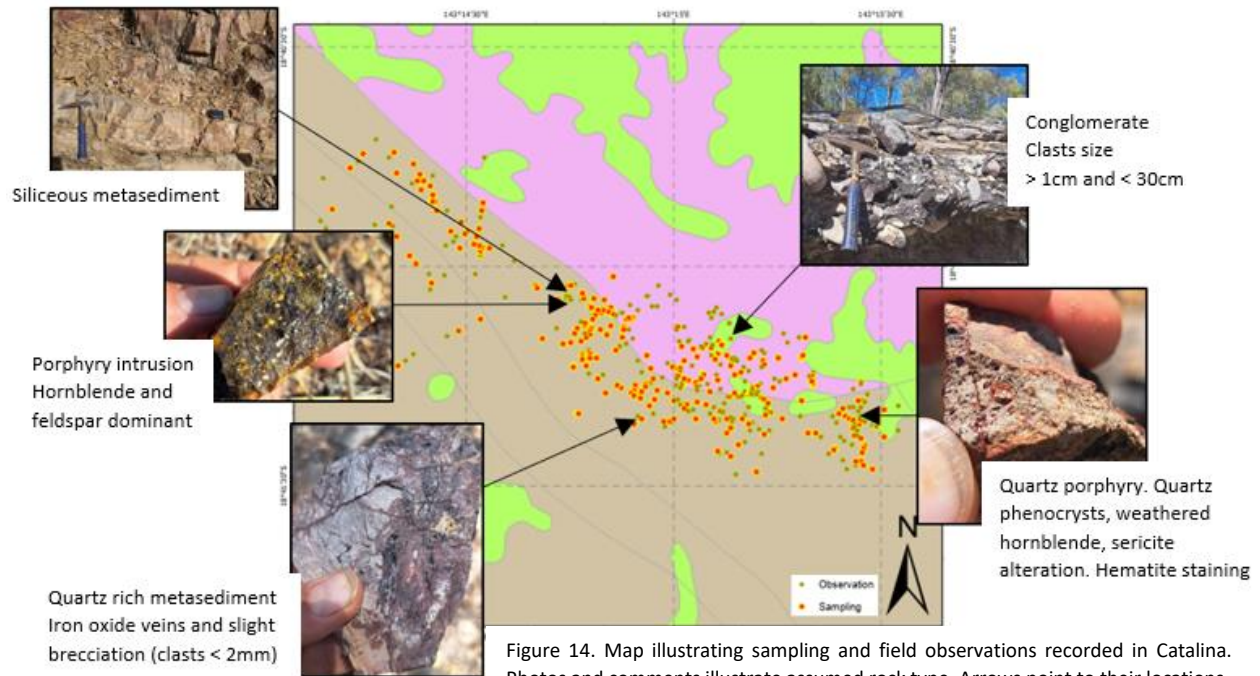 143°14'30"E
143°15'E
143°15'30"E
Siliceous metasediment
Conglomerate
Clasts size
> 1cm and < 30cm
Porphyry intrusion
Hornblende and
feldspar dominant
Quartz porphyry. Quartz
phenocrysts, weathered
hornblende, sericite
alteration. Hematite staining
Quartz rich metasediment
Iron oxide veins and slight
brecciation (clasts < 2mm)
18°41'30"S
N
Observation
Sampling
Figure 14. Map illustrating sampling and field observations recorded in Catalina.
Photos and comments illustrate assumed rock type. Arrows point to their locations